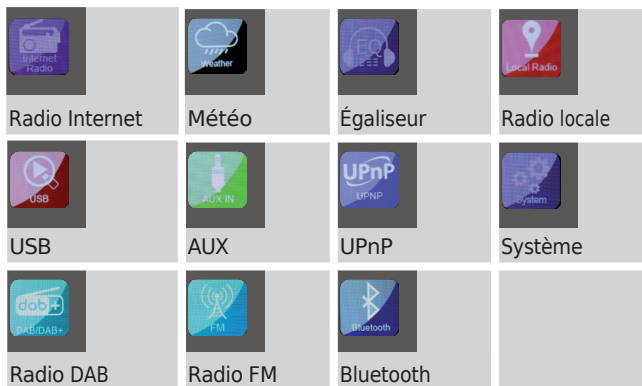 Internet
Radio
Weather
EQ
Local Radio
Radio Internet
Météo
Égaliseur
Radio locale
USB
AUX IN
UPnP
UPNP
System
USB
AUX
UPnP
Système
dab+
DAB/DAB+
FM
Bluetooth
Radio DAB
Radio FM
Bluetooth